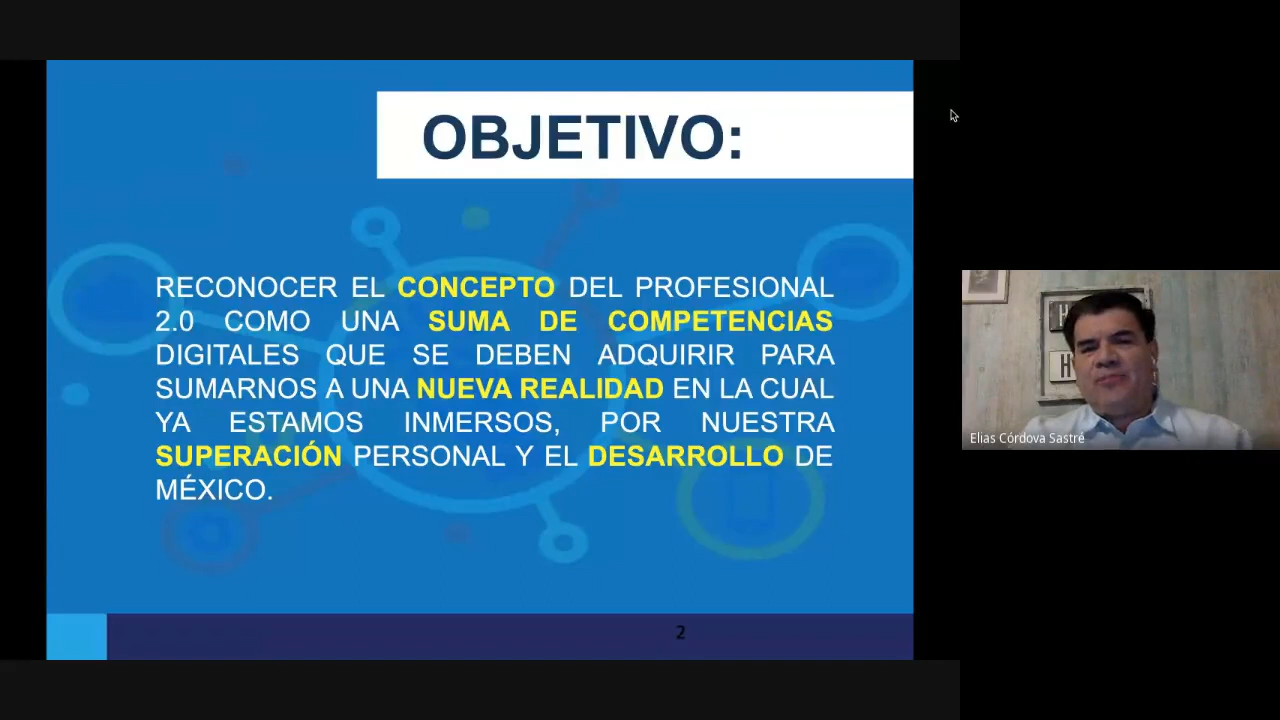 OBJETIVO:
RECONOCER EL CONCEPTO DEL PROFESIONAL
2.0 COMO UNA SUMA DE COMPETENCIAS
DIGITALES QUE SE DEBEN ADQUIRIR PARA
SUMARNOS A UNA NUEVA REALIDAD EN LA CUAL
YA ESTAMOS INMERSOS, POR NUESTRA
SUPERACIÓN PERSONAL Y EL DESARROLLO DE
MÉXICO.
2
Elias Córdova Sastré